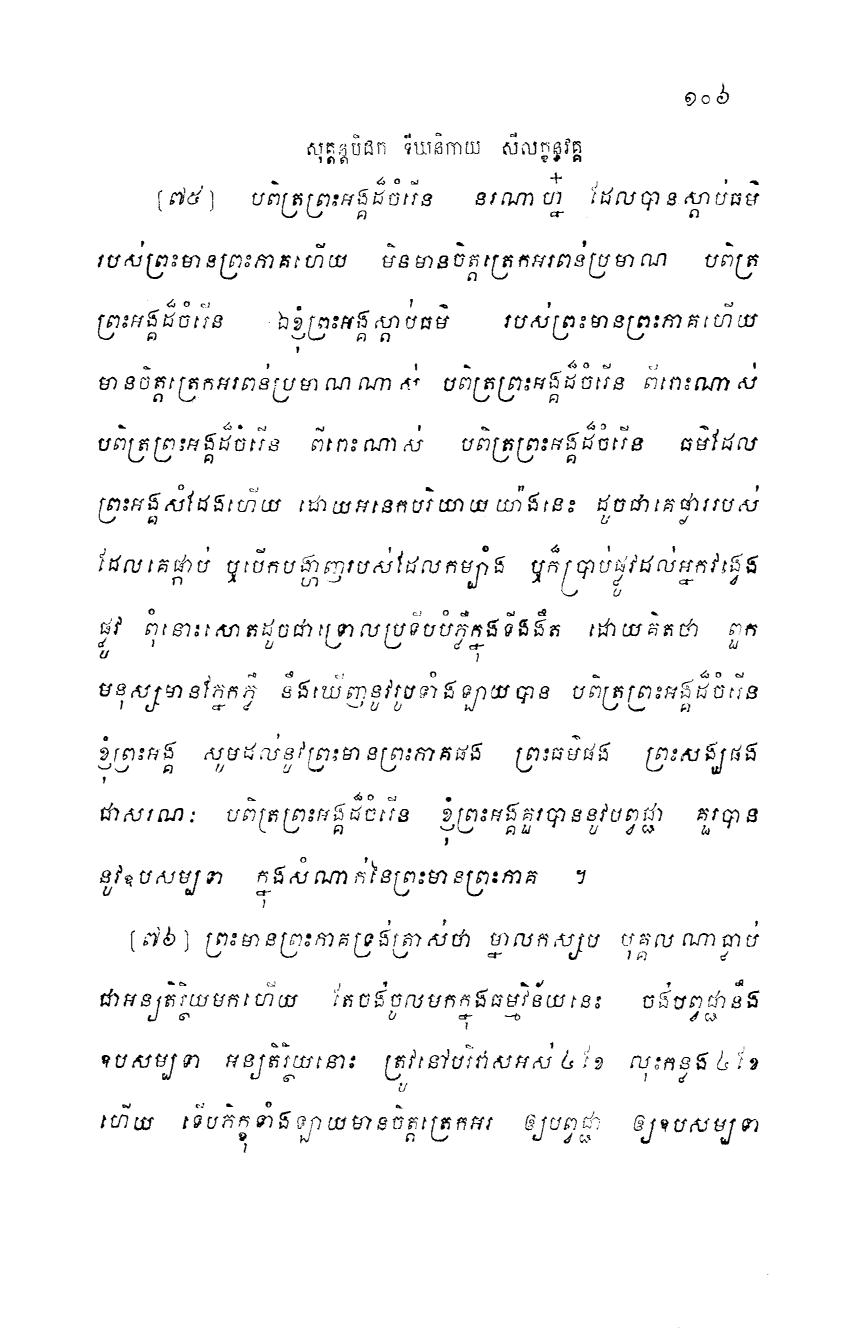 ១០៦
សុត្តន្តបិដក ទីឃនិកាយ សីលក្ខន្ធវគ្គ
[៧៥] បពិត្រព្រះអង្គដ៏ចំរើន នរណាហ្ន៎ ដែលបានស្តាប់ធម៌
របស់ព្រះមានព្រះភាគហើយ មិនមានចិត្តត្រេកអរពន់ប្រមាណ បពិត្រ
ព្រះអង្គដ៏ចំរើន ឯខ្ញុំព្រះអង្គស្តាប់ធម៌ របស់ព្រះមានព្រះភាគហើយ
មានចិត្តត្រេកអរពន់ប្រមាណណាស់ បពិត្រព្រះអង្គដ៏ចំរើន ពីពោះណាស់
បពិត្រព្រះអង្គដ៏ចំរើន ពីពោះណាស់ បពិត្រព្រះអង្គដ៏ចំរើន ធម៌ដែល
ព្រះអង្គសំដែងហើយ ដោយអនេកបរិយាយយ៉ាងនេះ ដូចជាគេផ្ងាររបស់
ដែលគេផ្កាប់ ឬបើកបង្ហាញរបស់ដែលកម្បាំង ឬក៏ប្រាប់ផ្លូវដល់អ្នកវង្វេង
ផ្លូវ ពុំនោះសោតដូចជាទ្រោលប្រទីបបំភ្លឺក្នុងទីងងឹត ដោយគិតថា ពួក
មនុស្សមានភ្នែកភ្លឺ នឹងឃើញនូវរូបទាំងឡាយបាន បពិត្រព្រះអង្គដ៏ចំរើន
ខ្ញុំព្រះអង្គ សូមដល់នូវព្រះមានព្រះភាគផង ព្រះធម៌ផង ព្រះសង្ឃផង
ជាសរណៈ បពិត្រព្រះអង្គដ៏ចំរើន ខ្ញុំព្រះអង្គគួរបាននូវបព្វជ្ជា គួរបាន
នូវឧបសម្បទា ក្នុងសំណាក់នៃព្រះមានព្រះភាគ ។
[៧៦] ព្រះមានព្រះភាគទ្រង់ត្រាស់ថា ម្នាលកស្សប បុគ្គលណាធ្លាប់
ជាអន្យតិរ្ថិយមកហើយ តែចង់ចូលមកក្នុងធម្មវិន័យនេះ ចង់បព្វជ្ជានឹង
ឧបសម្បទា អន្យតិរ្ថិយនោះ ត្រូវនៅបរិវាសអស់ ៤ ខែ លុះកន្លង ៤ ខែ
ហើយ ទើបភិក្ខុទាំងឡាយមានចិត្តត្រេកអរ ឲ្យបព្វជ្ជា ឲ្យឧបសម្បទា